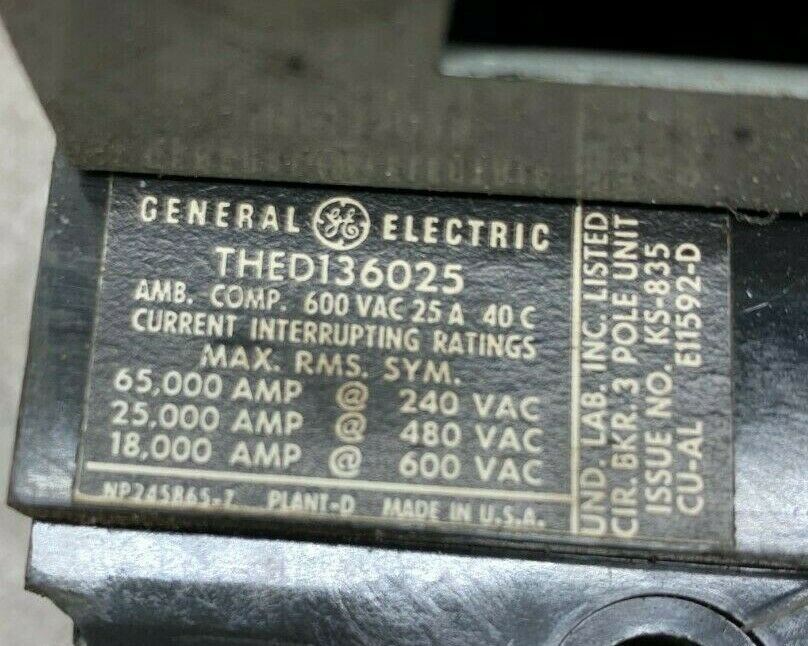 GENERAL GE ELECTRIC
THED136025
AMB. COMP. 600 VAC 25 A 40 C
CURRENT INTERRUPTING RATINGS
MAX. RMS. SYM.
65,000 AMP @ 240 VAC
25,000 AMP @ 480 VAC
18,000 AMP @ 600 VAC
NP245865-7 PLANT-D MADE IN U.S.A.
UND. LAB. INC. LISTED
CIR. BKR. 3 POLE UNIT
ISSUE NO. KS-835
CU-AL E11592-D